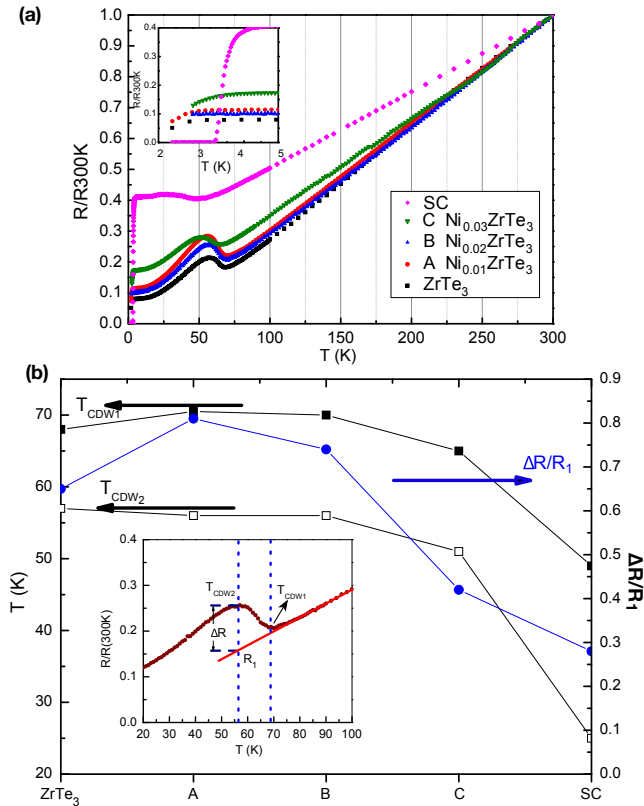 (a)
1.0
0.9
0.8
0.7
0.6
0.5
0.4
0.3
0.2
0.1
0.0
R/R300K
0 50 100 150 200 250 300
T (K)
0.4
0.3
0.2
0.1
0.0
R/R300K
2 3 4 5
T (K)
SC
C Ni0.03ZrTe3
B Ni0.02ZrTe3
A Ni0.01ZrTe3
ZrTe3
(b)
70
60
50
40
30
20
T (K)
TCDW1
TCDW2
ΔR/R1
0.9
0.8
0.7
0.6
0.5
0.4
0.3
0.2
0.1
0.0
ΔR/R1
0.4
0.3
0.2
0.1
0.0
R/R(300K)
TCDW2
TCDW1
ΔR
R1
20 30 40 50 60 70 80 90 100
T (K)
ZrTe3 A B C SC